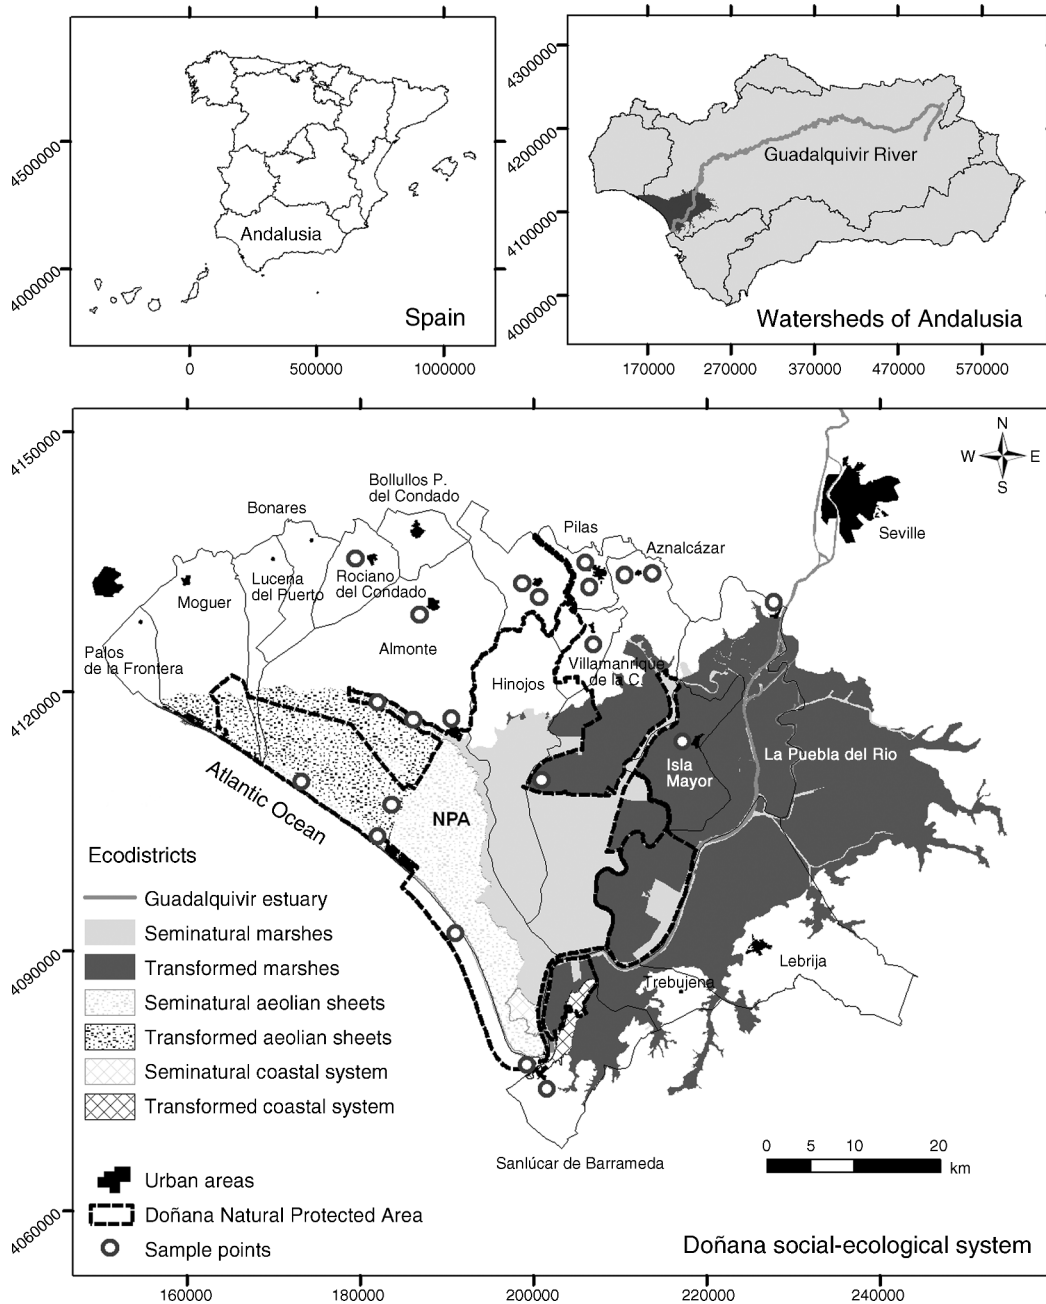 4500000
4000000
Andalusia
Spain
0
500000
1000000
4300000
4200000
4100000
4000000
Guadalquivir River
Watersheds of Andalusia
170000
270000
370000
470000
570000
4150000
4120000
4090000
4060000
N
W
E
S
Seville
Bollullos P.
del Condado
Bonares
Pilas
Aznalcázar
Lucena
del Puerto
Rociano
del Condado
Moguer
Palos
de la Frontera
Almonte
Hinojos
Villamanrique
de la C.
Isla
Mayor
La Puebla del Rio
Atlantic Ocean
NPA
Lebrija
Trebujena
Sanlúcar de Barrameda
Ecodistricts
Guadalquivir estuary
Seminatural marshes
Transformed marshes
Seminatural aeolian sheets
Transformed aeolian sheets
Seminatural coastal system
Transformed coastal system
Urban areas
Doñana Natural Protected Area
Sample points
0
5
10
20
km
Doñana social-ecological system
160000
180000
200000
220000
240000